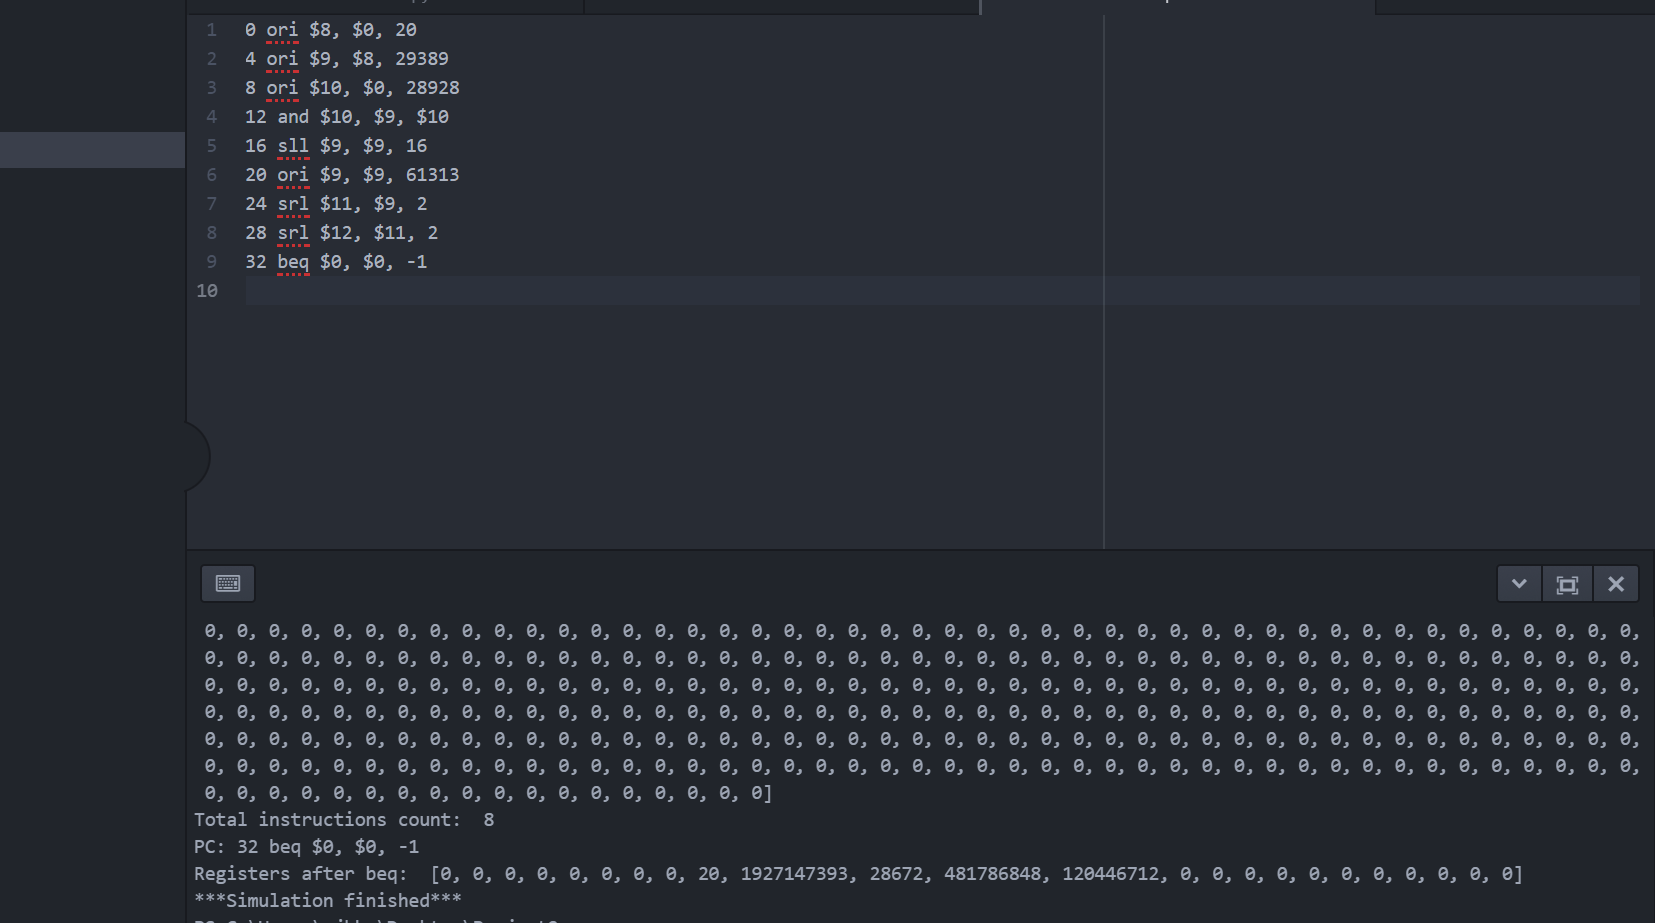 1 0 ori $8, $0, 20
2 4 ori $9, $8, 29389
3 8 ori $10, $0, 28928
4 12 and $10, $9, $10
5 16 sll $9, $9, 16
6 20 ori $9, $9, 61313
7 24 srl $11, $9, 2
8 28 srl $12, $11, 2
9 32 beq $0, $0, -1
10
0, 0, 0, 0, 0, 0, 0, 0, 0, 0, 0, 0, 0, 0, 0, 0, 0, 0, 0, 0, 0, 0, 0, 0, 0, 0, 0, 0, 0, 0, 0, 0, 0, 0, 0, 0, 0, 0, 0, 0, 0, 0, 0, 0, 0,
0, 0, 0, 0, 0, 0, 0, 0, 0, 0, 0, 0, 0, 0, 0, 0, 0, 0, 0, 0, 0, 0, 0, 0, 0, 0, 0, 0, 0, 0, 0, 0, 0, 0, 0, 0, 0, 0, 0, 0, 0, 0, 0, 0, 0,
0, 0, 0, 0, 0, 0, 0, 0, 0, 0, 0, 0, 0, 0, 0, 0, 0, 0, 0, 0, 0, 0, 0, 0, 0, 0, 0, 0, 0, 0, 0, 0, 0, 0, 0, 0, 0, 0, 0, 0, 0, 0, 0, 0, 0,
0, 0, 0, 0, 0, 0, 0, 0, 0, 0, 0, 0, 0, 0, 0, 0, 0, 0, 0, 0, 0, 0, 0, 0, 0, 0, 0, 0, 0, 0, 0, 0, 0, 0, 0, 0, 0, 0, 0, 0, 0, 0, 0, 0, 0,
0, 0, 0, 0, 0, 0, 0, 0, 0, 0, 0, 0, 0, 0, 0, 0, 0, 0, 0, 0, 0, 0, 0, 0, 0, 0, 0, 0, 0, 0, 0, 0, 0, 0, 0, 0, 0, 0, 0, 0, 0, 0, 0, 0, 0,
0, 0, 0, 0, 0, 0, 0, 0, 0, 0, 0, 0, 0, 0, 0, 0, 0, 0, 0, 0, 0, 0, 0, 0, 0, 0, 0, 0, 0, 0, 0, 0, 0, 0, 0, 0, 0, 0, 0, 0, 0, 0, 0, 0, 0,
0, 0, 0, 0, 0, 0, 0, 0, 0, 0, 0, 0, 0, 0, 0, 0, 0, 0]
Total instructions count:  8
PC: 32 beq $0, $0, -1
Registers after beq:  [0, 0, 0, 0, 0, 0, 0, 0, 20, 1927147393, 28672, 481786848, 120446712, 0, 0, 0, 0, 0, 0, 0, 0, 0, 0, 0]
***Simulation finished***